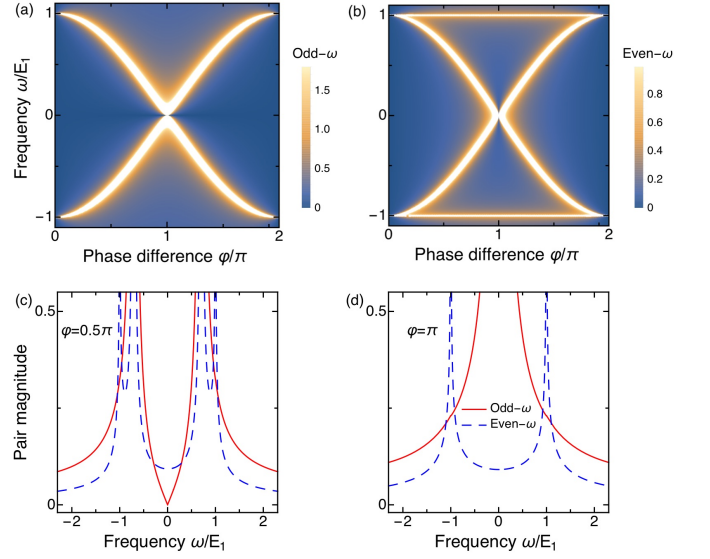 (a)
1
0
−1
Frequency ω/E₁
0
1
2
Phase difference φ/π
Odd−ω
1.5
1.0
0.5
0
(b)
1
0
−1
0
1
2
Phase difference φ/π
Even−ω
0.8
0.6
0.4
0.2
0
(c)
0.5
0
φ=0.5π
Pair magnitude
−2
−1
0
1
2
Frequency ω/E₁
(d)
0.5
0
φ=π
Odd−ω
Even−ω
−2
−1
0
1
2
Frequency ω/E₁